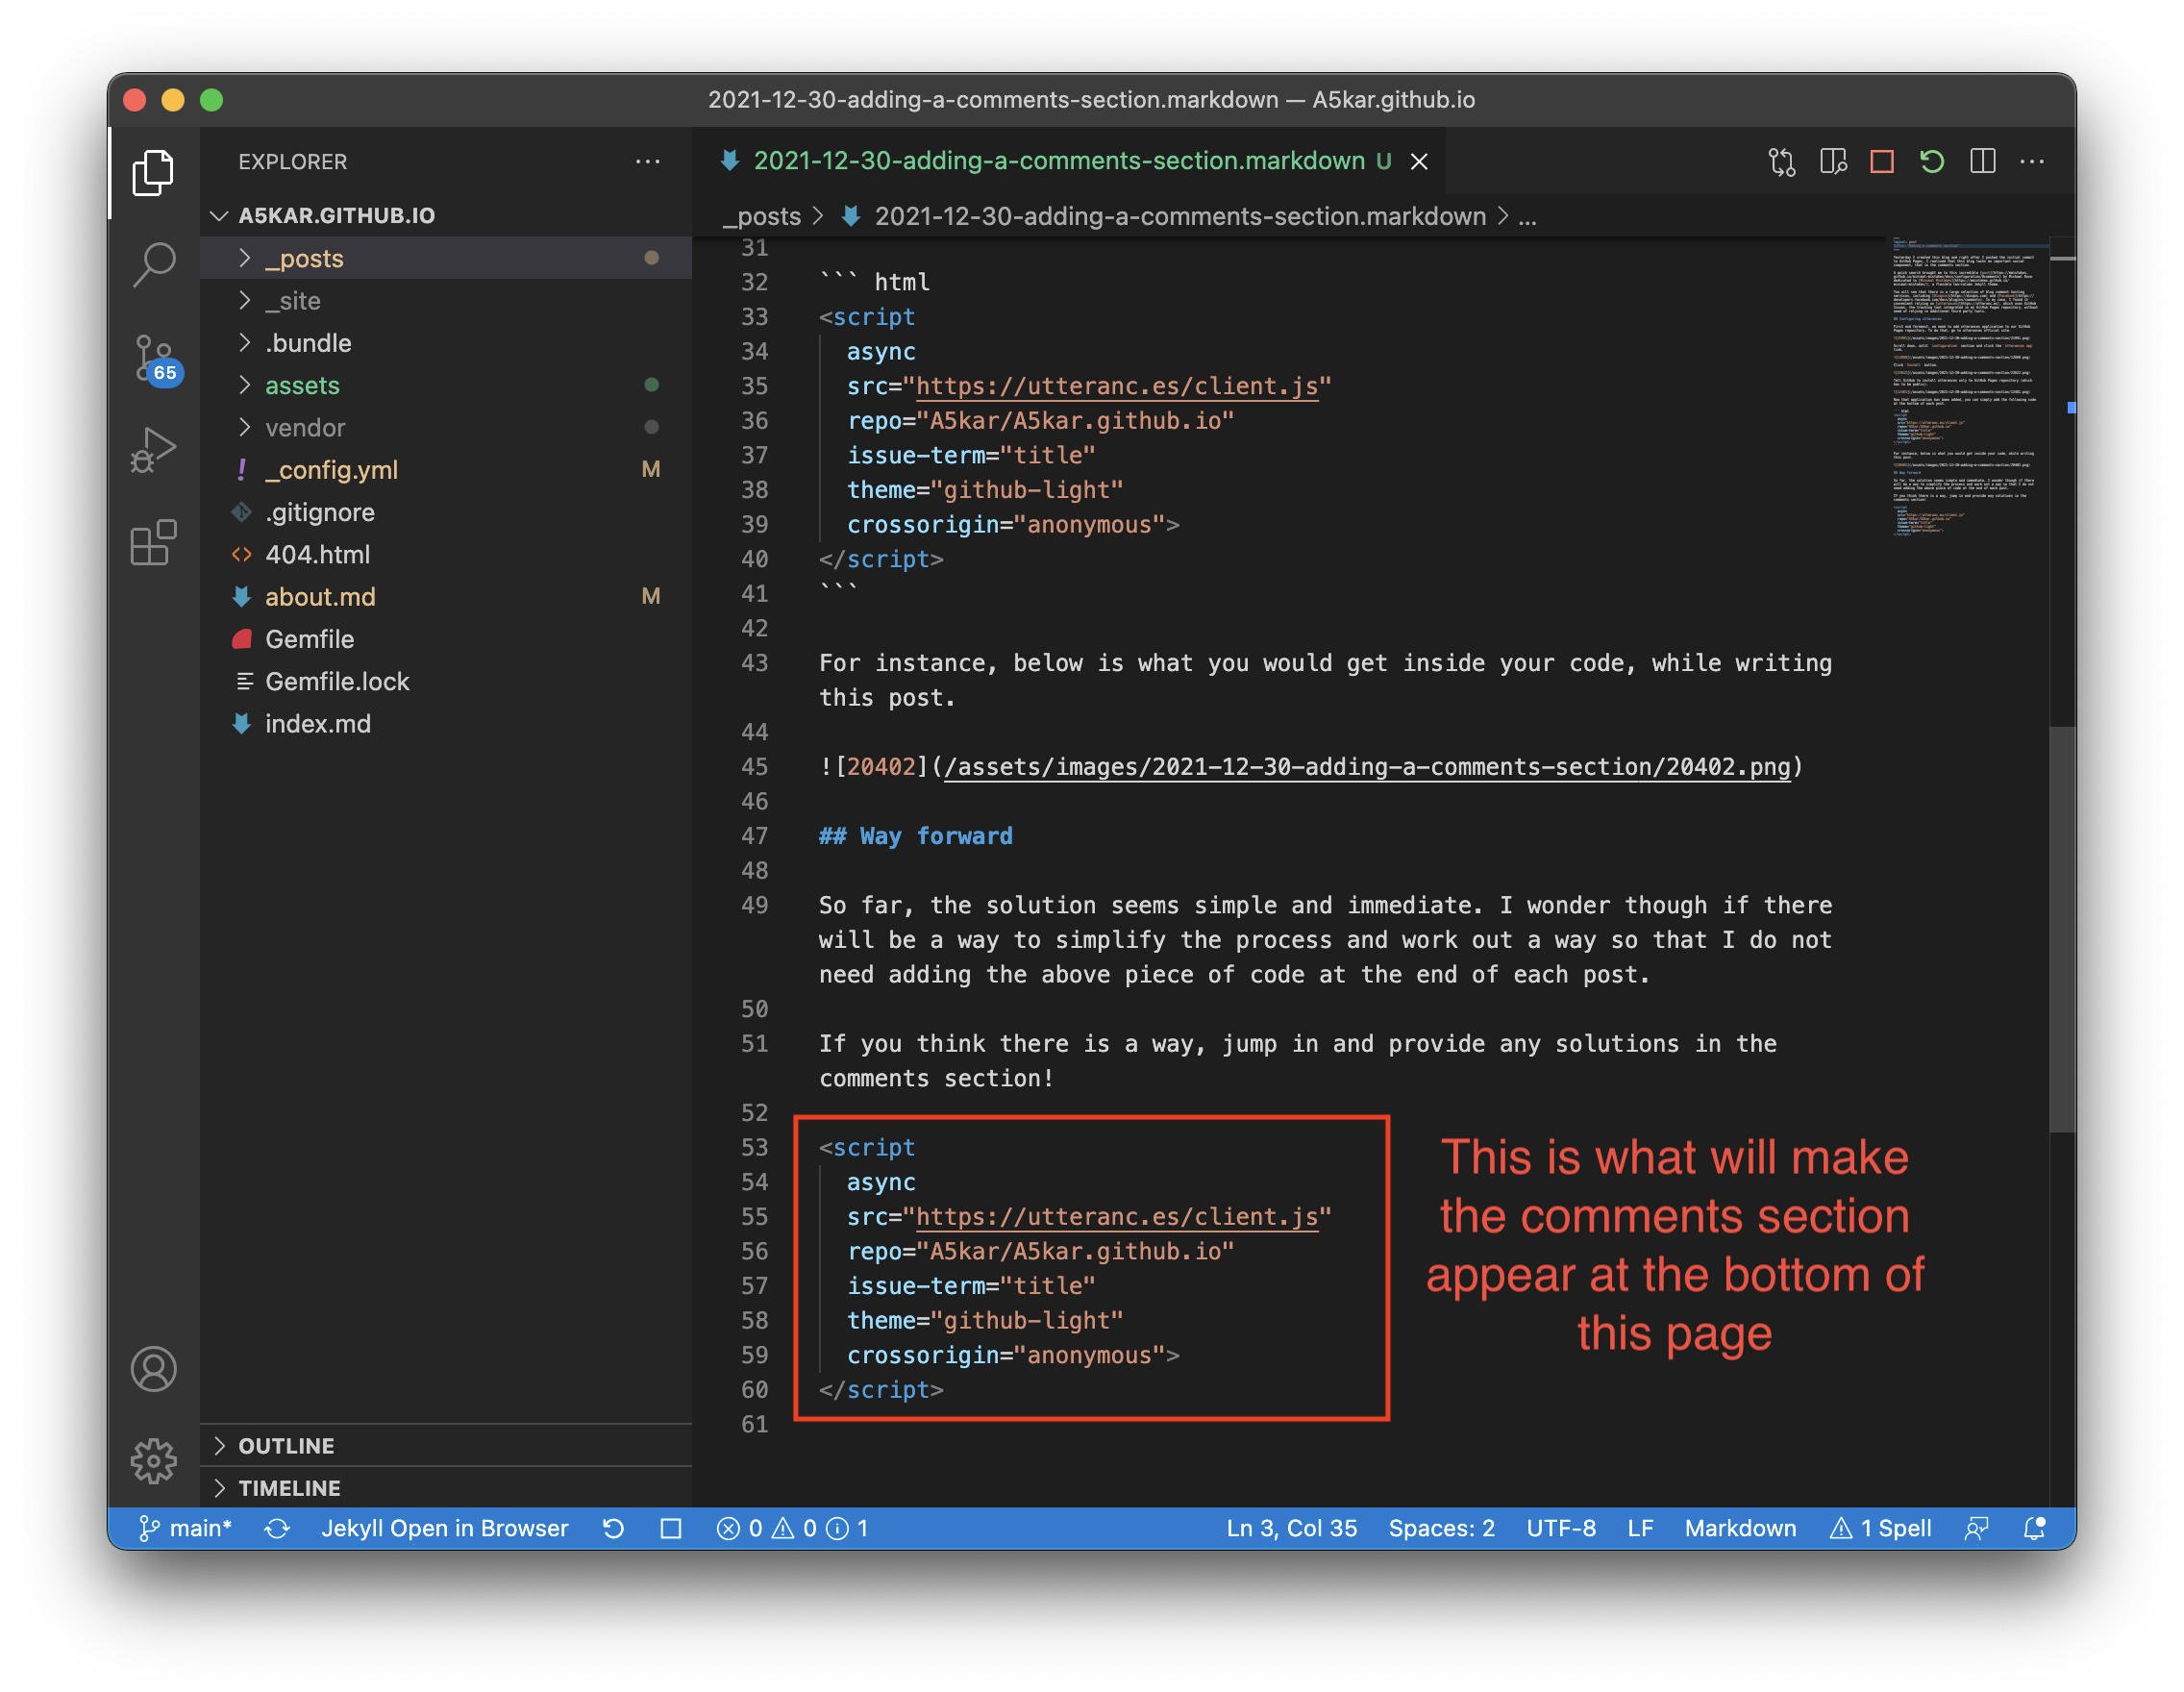 2021-12-30-adding-a-comments-section.markdown — A5kar.github.io
EXPLORER
A5KAR.GITHUB.IO
_posts
_site
.bundle
65
assets
vendor
_config.yml M
.gitignore
404.html
about.md M
Gemfile
Gemfile.lock
index.md
OUTLINE
TIMELINE
2021-12-30-adding-a-comments-section.markdown U
_posts > 2021-12-30-adding-a-comments-section.markdown > ...
31
32 ``` html
33 <script
34 async
35 src="https://utteranc.es/client.js"
36 repo="A5kar/A5kar.github.io"
37 issue-term="title"
38 theme="github-light"
39 crossorigin="anonymous">
40 </script>
41 ```
42
43 For instance, below is what you would get inside your code, while writing
this post.
44
45 ![20402](/assets/images/2021-12-30-adding-a-comments-section/20402.png)
46
47 ## Way forward
48
49 So far, the solution seems simple and immediate. I wonder though if there
will be a way to simplify the process and work out a way so that I do not
need adding the above piece of code at the end of each post.
50
51 If you think there is a way, jump in and provide any solutions in the
comments section!
52
53 <script
54 async
55 src="https://utteranc.es/client.js"
56 repo="A5kar/A5kar.github.io"
57 issue-term="title"
58 theme="github-light"
59 crossorigin="anonymous">
60 </script>
61
This is what will make
the comments section
appear at the bottom of
this page
main* Jekyll Open in Browser 0 0 1 Ln 3, Col 35 Spaces: 2 UTF-8 LF Markdown 1 Spell